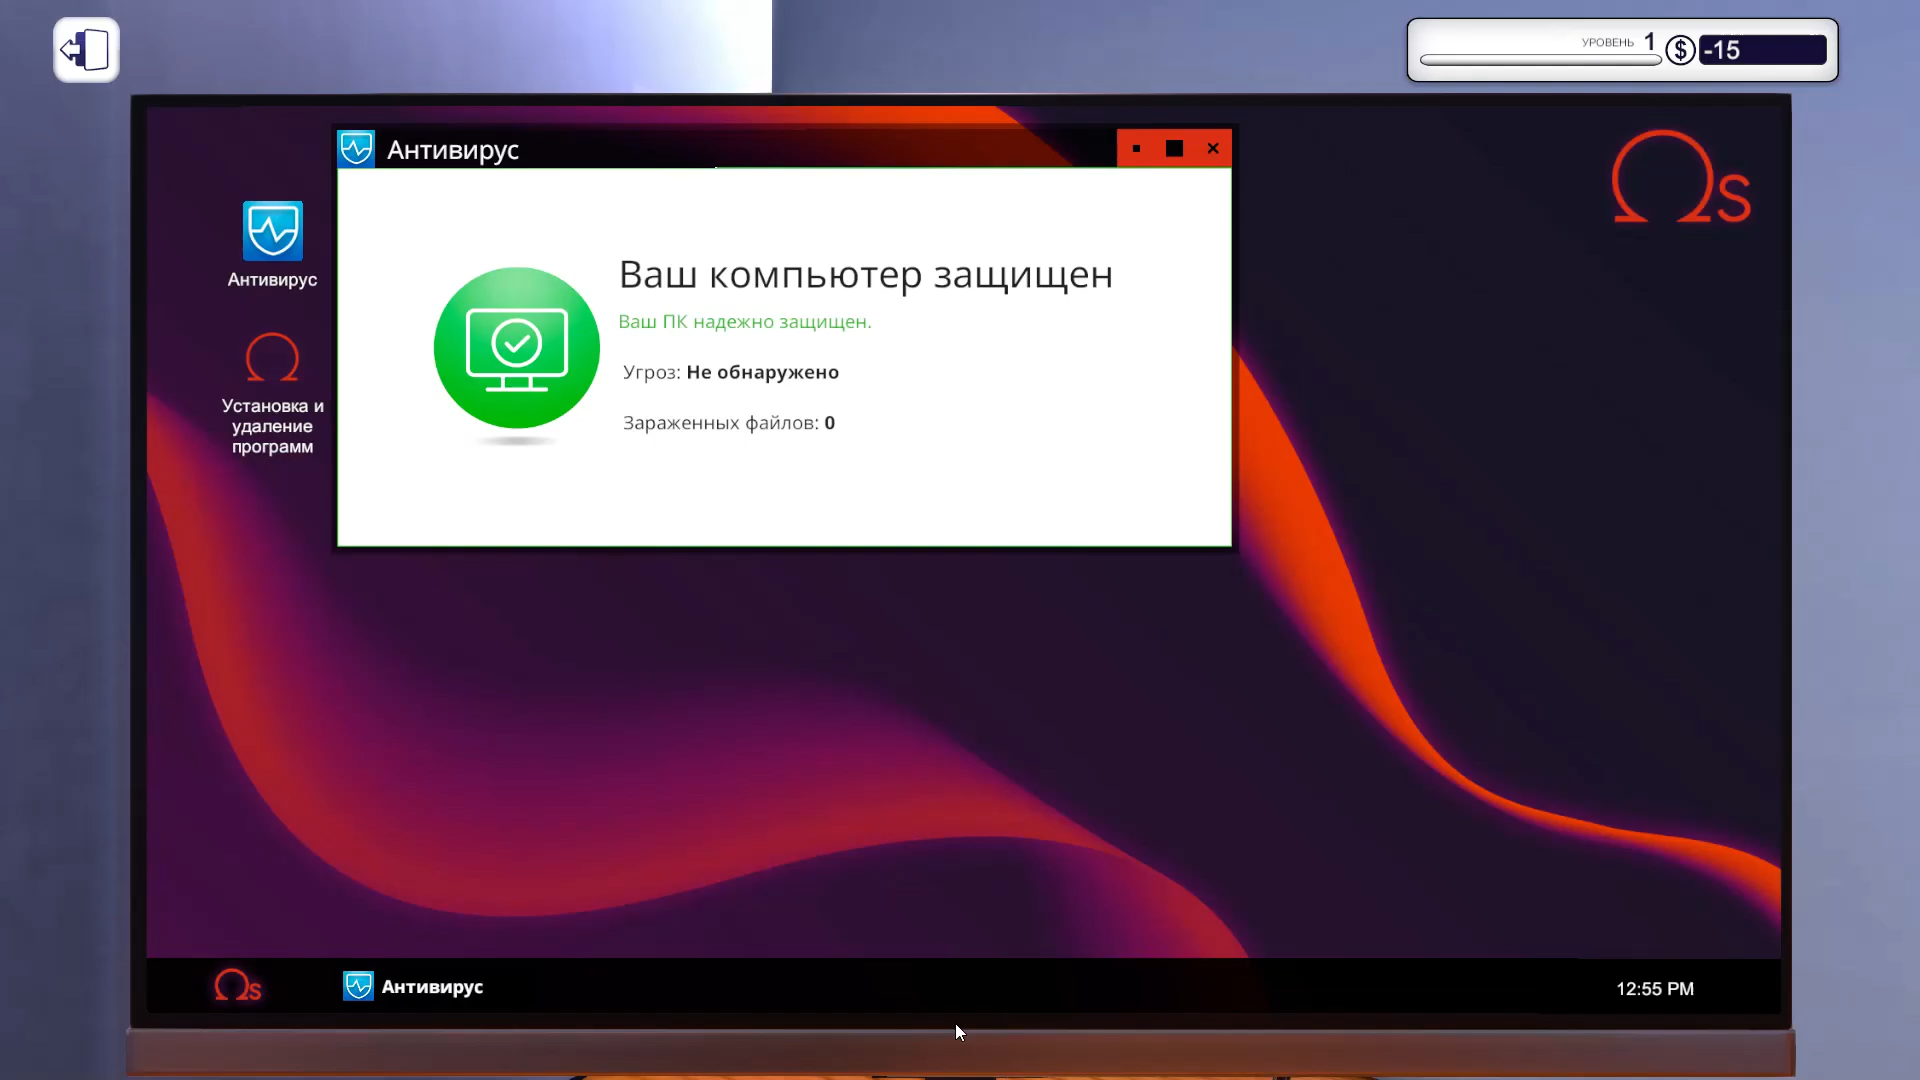 УРОВЕНЬ 1
$ -15
Антивирус
Ωs
Ваш компьютер защищен
Ваш ПК надежно защищен.
Угроз: Не обнаружено
Зараженных файлов: 0
Антивирус
Установка и
удаление
программ
Ωs
Антивирус
12:55 PM